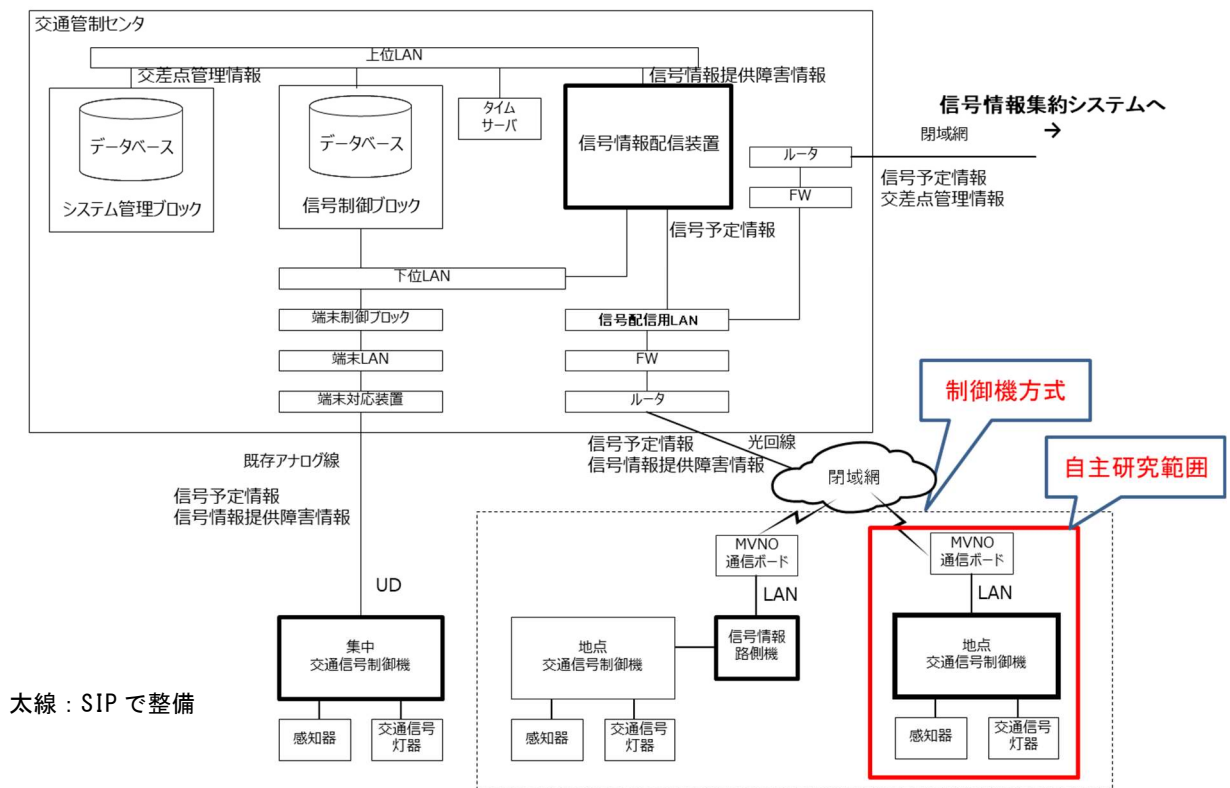 交通管制センタ
上位LAN
交差点管理情報
信号情報提供障害情報
データベース
システム管理ブロック
データベース
信号制御ブロック
タイム
サーバ
信号情報配信装置
信号情報集約システムへ
→
閉域網
ルータ
FW
信号予定情報
交差点管理情報
信号予定情報
下位LAN
端末制御ブロック
信号配信用LAN
端末LAN
FW
端末対応装置
ルータ
制御機方式
自主研究範囲
既存アナログ線
信号予定情報
信号情報提供障害情報
信号予定情報
信号情報提供障害情報
光回線
閉域網
MVNO
通信ボード
LAN
MVNO
通信ボード
LAN
UD
集中
交通信号制御機
地点
交通信号制御機
信号情報
路側機
地点
交通信号制御機
太線：SIPで整備
感知器
交通信号
灯器
感知器
交通信号
灯器
感知器
交通信号
灯器